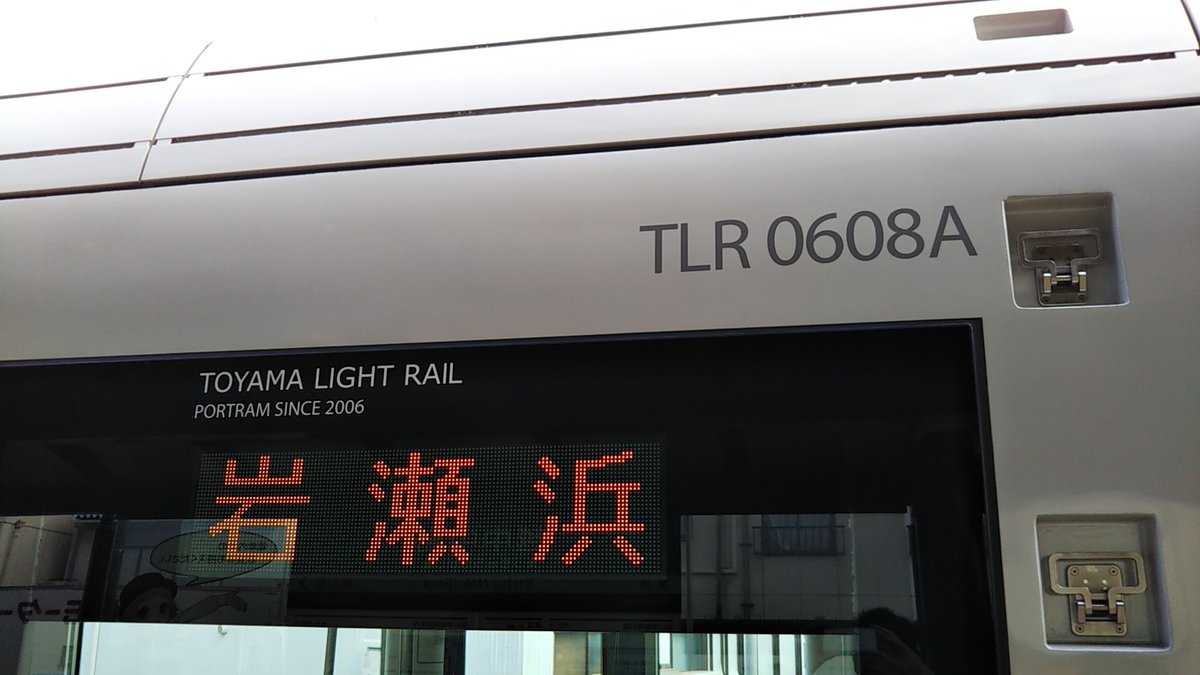 TLR 0608A
TOYAMA LIGHT RAIL
PORTRAM SINCE 2006
岩瀬浜